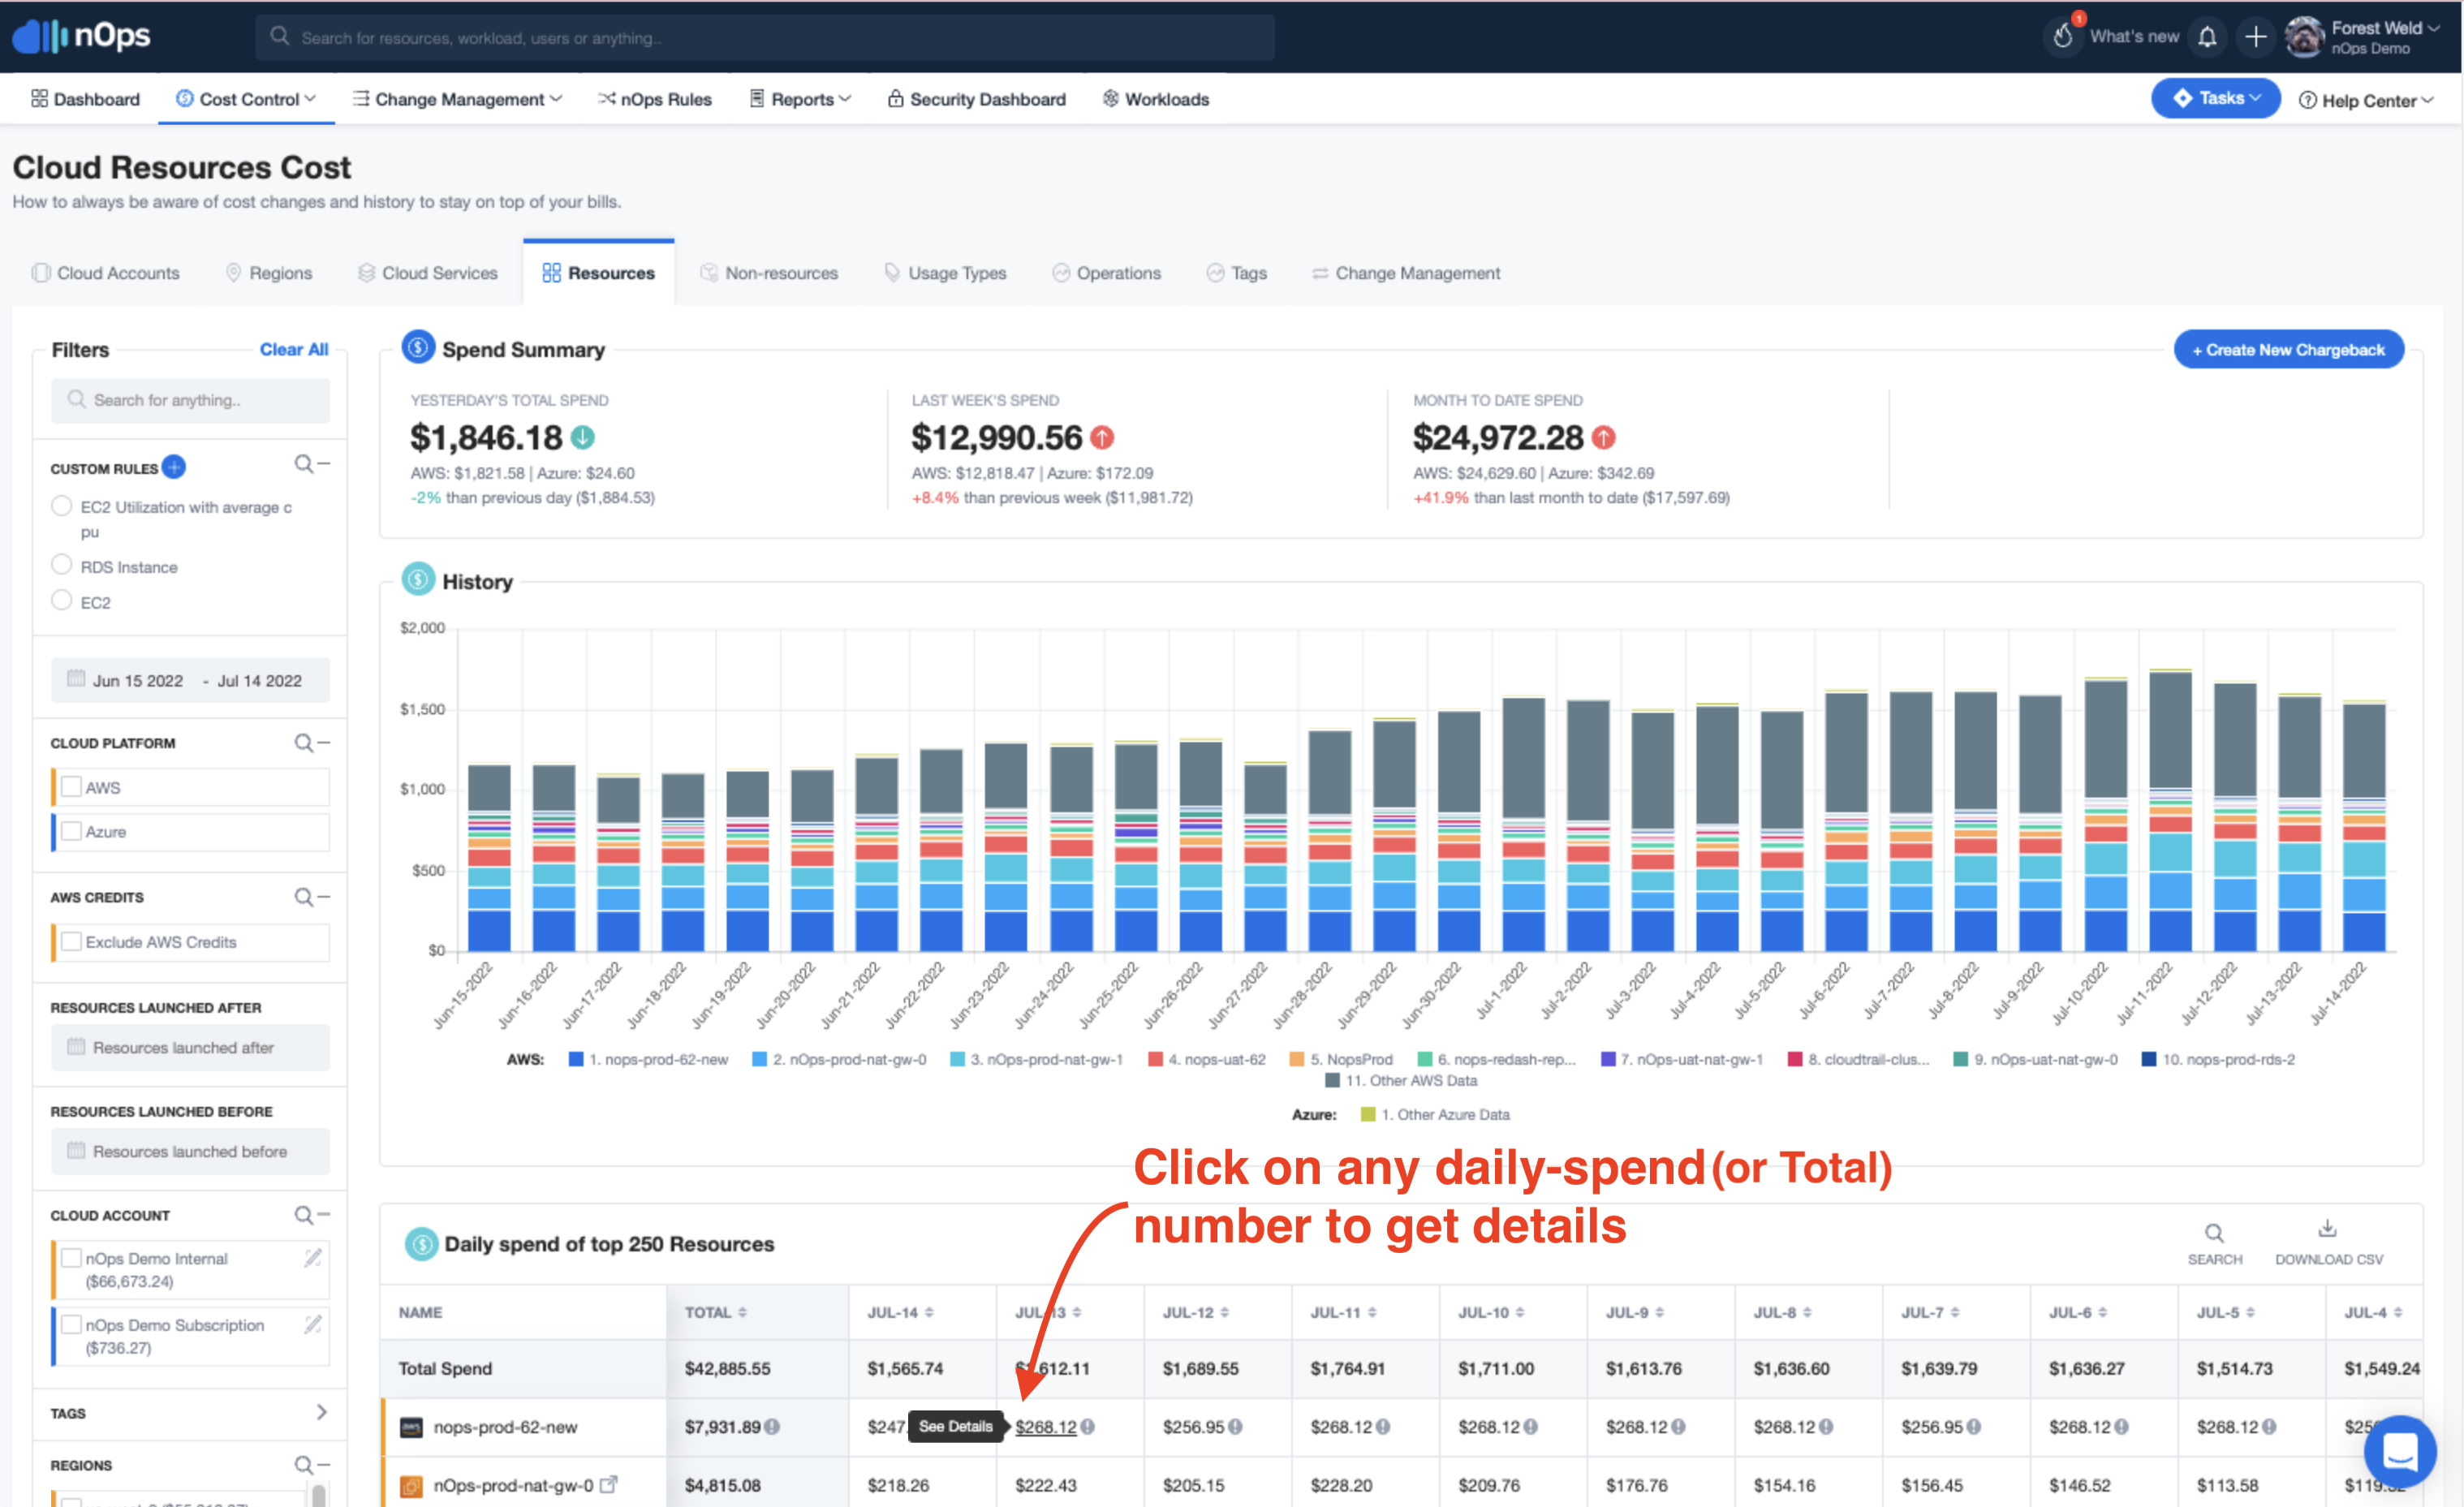 nOps
Search for resources, workload, users or anything..
1
What's new
Forest Weld
nOps Demo
Dashboard Cost Control Change Management nOps Rules Reports Security Dashboard Workloads Tasks Help Center
Cloud Resources Cost
How to always be aware of cost changes and history to stay on top of your bills.
Cloud Accounts Regions Cloud Services Resources Non-resources Usage Types Operations Tags Change Management
Filters Clear All
Search for anything..
CUSTOM RULES
EC2 Utilization with average c
pu
RDS Instance
EC2
Jun 15 2022 - Jul 14 2022
CLOUD PLATFORM
AWS
Azure
AWS CREDITS
Exclude AWS Credits
RESOURCES LAUNCHED AFTER
Resources launched after
RESOURCES LAUNCHED BEFORE
Resources launched before
CLOUD ACCOUNT
nOps Demo Internal
($66,673.24)
nOps Demo Subscription
($736.27)
TAGS
REGIONS
Spend Summary
+ Create New Chargeback
YESTERDAY'S TOTAL SPEND
$1,846.18
AWS: $1,821.58 | Azure: $24.60
-2% than previous day ($1,884.53)
LAST WEEK'S SPEND
$12,990.56
AWS: $12,818.47 | Azure: $172.09
+8.4% than previous week ($11,981.72)
MONTH TO DATE SPEND
$24,972.28
AWS: $24,629.60 | Azure: $342.69
+41.9% than last month to date ($17,597.69)
History
$2,000
$1,500
$1,000
$500
$0
Jun-15-2022 Jun-16-2022 Jun-17-2022 Jun-18-2022 Jun-19-2022 Jun-20-2022 Jun-21-2022 Jun-22-2022 Jun-23-2022 Jun-24-2022 Jun-25-2022 Jun-26-2022 Jun-27-2022 Jun-28-2022 Jun-29-2022 Jun-30-2022 Jul-1-2022 Jul-2-2022 Jul-3-2022 Jul-4-2022 Jul-5-2022 Jul-6-2022 Jul-7-2022 Jul-8-2022 Jul-9-2022 Jul-10-2022 Jul-11-2022 Jul-12-2022 Jul-13-2022 Jul-14-2022
AWS: 1. nops-prod-62-new 2. nOps-prod-nat-gw-0 3. nOps-prod-nat-gw-1 4. nops-uat-62 5. NopsProd 6. nops-redash-rep... 7. nOps-uat-nat-gw-1 8. cloudtrail-clus... 9. nOps-uat-nat-gw-0 10. nops-prod-rds-2
11. Other AWS Data
Azure: 1. Other Azure Data
Click on any daily-spend (or Total)
number to get details
Daily spend of top 250 Resources
SEARCH DOWNLOAD CSV
NAME TOTAL JUL-14 JUL-13 JUL-12 JUL-11 JUL-10 JUL-9 JUL-8 JUL-7 JUL-6 JUL-5 JUL-4
Total Spend $42,885.55 $1,565.74 $1,612.11 $1,689.55 $1,764.91 $1,711.00 $1,613.76 $1,636.60 $1,639.79 $1,636.27 $1,514.73 $1,549.24
nops-prod-62-new $7,931.89 $247. See Details $268.12 $256.95 $268.12 $268.12 $268.12 $268.12 $256.95 $268.12 $268.12
nOps-prod-nat-gw-0 $4,815.08 $218.26 $222.43 $205.15 $228.20 $209.76 $176.76 $154.16 $156.45 $146.52 $113.58